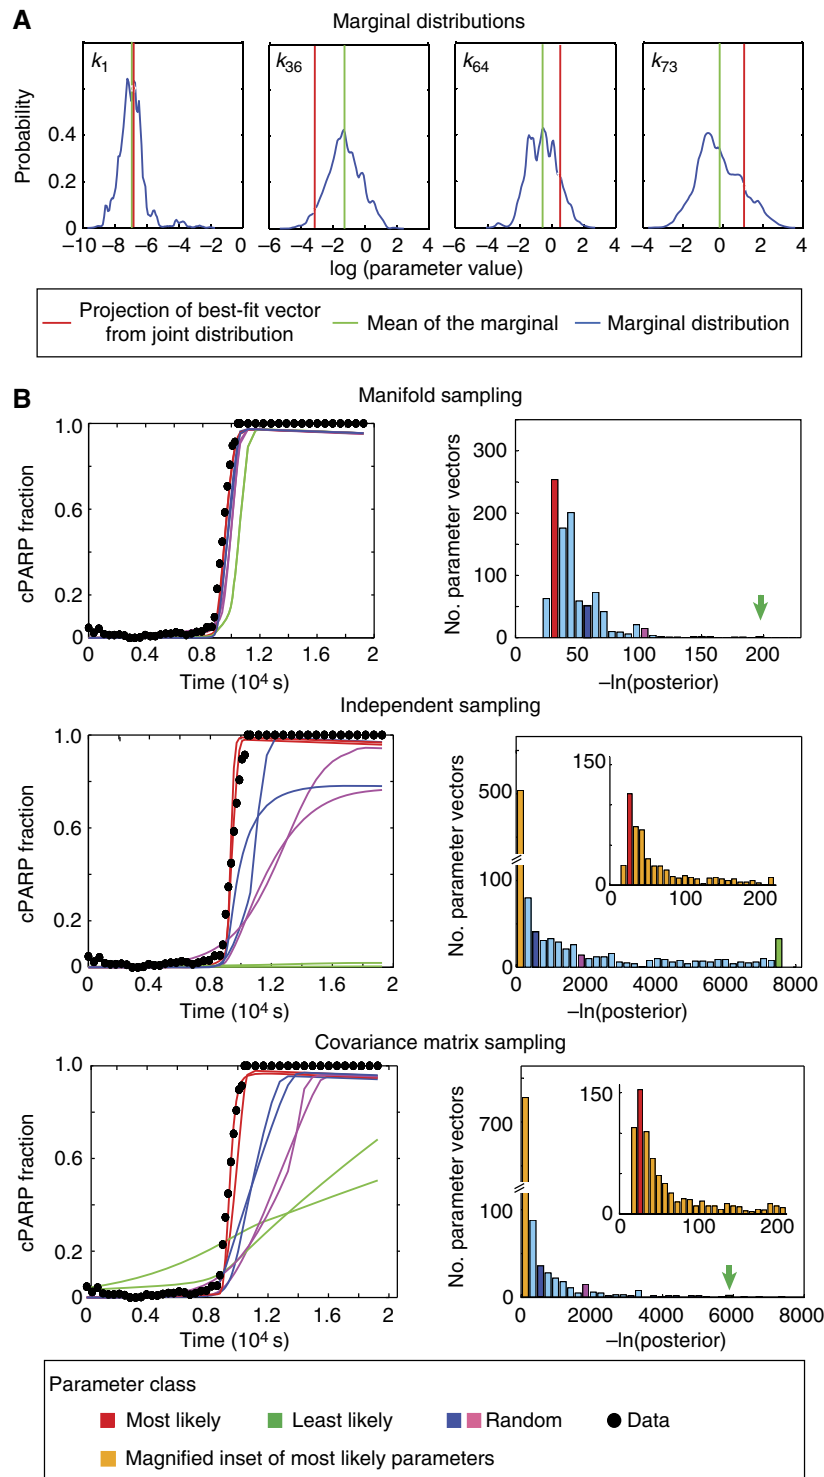 A
Marginal distributions
Probability
k1
k36
k64
k73
0.4
0.2
0
−10 −8 −6 −4 −2 0
−6 −4 −2 0 2 4
−6 −4 −2 0 2 4
−4 −2 0 2 4
log (parameter value)
Projection of best-fit vector from joint distribution
Mean of the marginal
Marginal distribution
B
Manifold sampling
cPARP fraction
1.0
0.6
0.2
0
0 0.4 0.8 1.2 1.6 2
Time (10⁴ s)
No. parameter vectors
300
200
100
0
0 50 100 150 200
−ln(posterior)
Independent sampling
cPARP fraction
1.0
0.6
0.2
0
0 0.4 0.8 1.2 1.6 2
Time (10⁴ s)
No. parameter vectors
500
100
0
150
0
0 100 200
0 2000 4000 6000 8000
−ln(posterior)
Covariance matrix sampling
cPARP fraction
1.0
0.6
0.2
0
0 0.4 0.8 1.2 1.6 2
Time (10⁴ s)
No. parameter vectors
700
100
0
150
0
0 100 200
0 2000 4000 6000 8000
−ln(posterior)
Parameter class
Most likely
Least likely
Random
Data
Magnified inset of most likely parameters